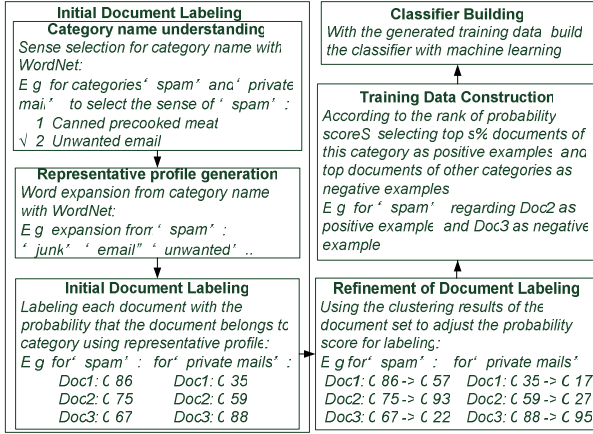 Initial Document Labeling
Category name understanding
Sense selection for category name with
WordNet:
E g for categories‘ spam’ and‘ private
mail’ to select the sense of ‘ spam’ :
1 Canned precooked meat
√ 2 Unwanted email
Representative profile generation
Word expansion from category name
with WordNet:
E g expansion from‘ spam’ :
‘ junk’ ‘ email” ‘ unwanted’ ..
Initial Document Labeling
Labeling each document with the
probability that the document belongs to
category using representative profile:
E g for‘ spam’ : for‘ private mails’ :
Doc1: 0 86 Doc1: 0 35
Doc2: 0 75 Doc2: 0 59
Doc3: 0 67 Doc3: 0 88
Classifier Building
With the generated training data build
the classifier with machine learning
Training Data Construction
According to the rank of probability
scoreS selecting top s% documents of
this category as positive examples and
top documents of other categories as
negative examples
E g for ‘ spam’ regarding Doc2 as
positive example and Doc3 as negative
example
Refinement of Document Labeling
Using the clustering results of the
document set to adjust the probability
score for labeling:
E g for‘ spam’ : for‘ private mails’
Doc1: 0 86 -> 0 57 Doc1: 0 35 -> 0 17
Doc2: 0 75 -> 0 93 Doc2: 0 59 -> 0 27
Doc3: 0 67 -> 0 22 Doc3: 0 88 -> 0 95